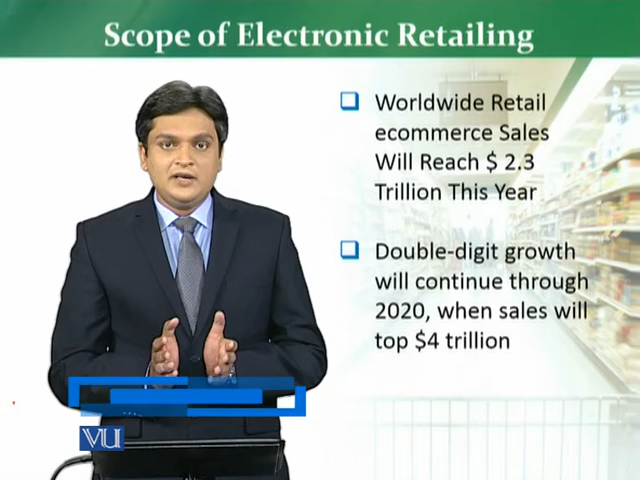 Scope of Electronic Retailing
Worldwide Retail
ecommerce Sales
Will Reach $ 2.3
Trillion This Year
Double-digit growth
will continue through
2020, when sales will
top $4 trillion
VU